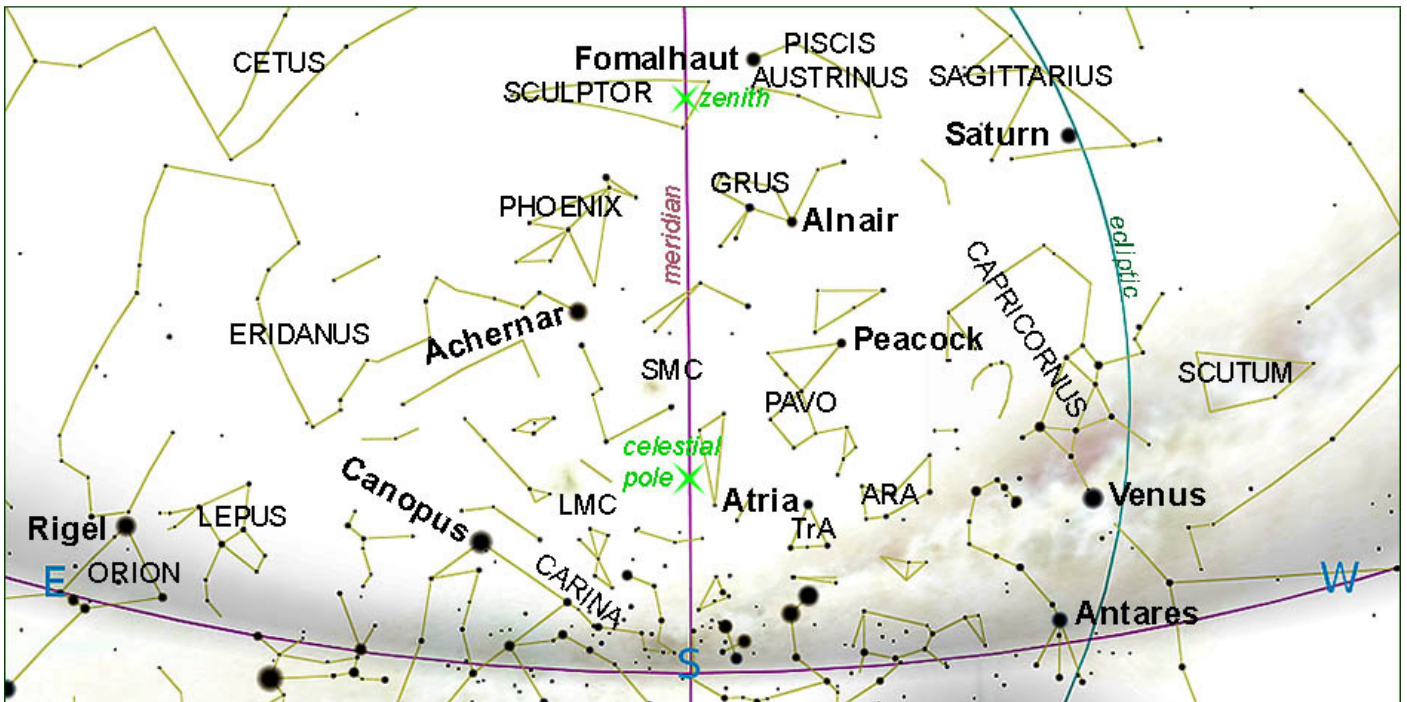 CETUS
Fomalhaut
PISCIS
AUSTRINUS
SAGITTARIUS
SCULPTOR
zenith
Saturn
PHOENIX
meridian
GRUS
Alnair
ecliptic
CAPRICORNUS
ERIDANUS
Achernar
Peacock
SMC
SCUTUM
PAVO
celestial
pole
Canopus
LMC
Atria
ARA
Venus
Rigel
LEPUS
TrA
E
ORION
CARINA
W
Antares
S